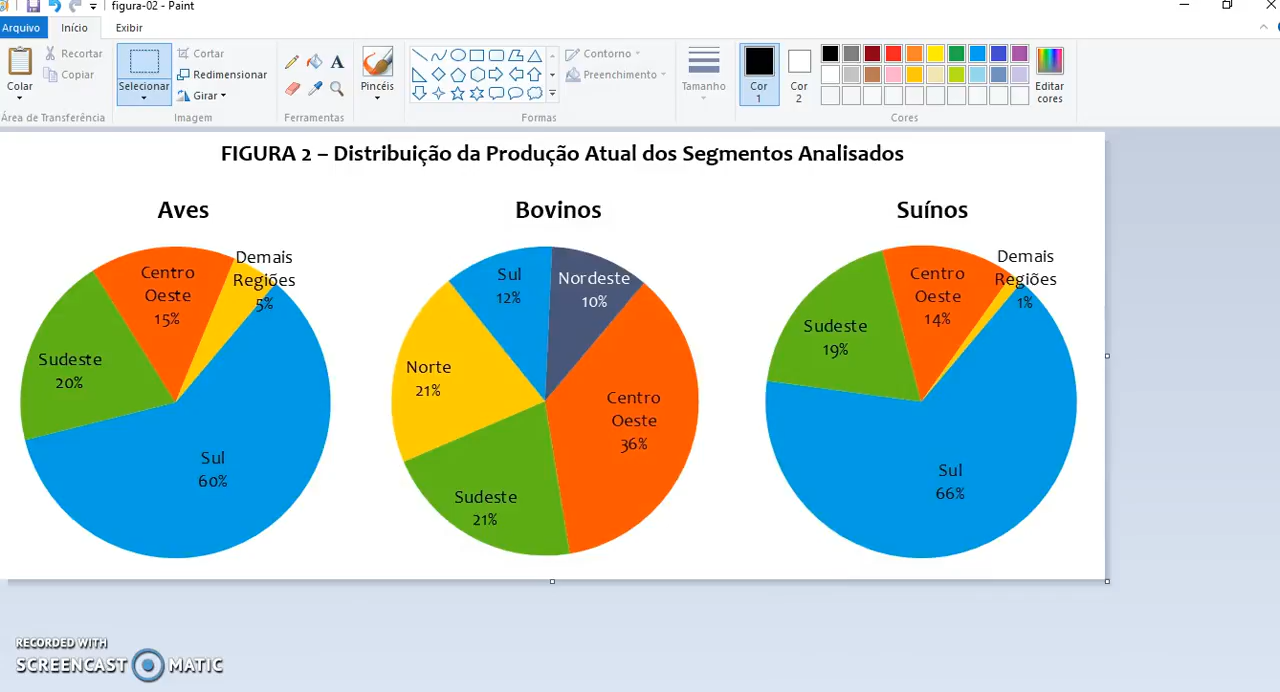 figura-02 - Paint
Arquivo
Início
Exibir
Colar
Recortar
Copiar
Área de Transferência
Selecionar
Cortar
Redimensionar
Girar
Imagem
A
Ferramentas
Pincéis
Contorno
Preenchimento
Formas
Tamanho
Cor
1
Cor
2
Cores
Editar
cores
FIGURA 2 – Distribuição da Produção Atual dos Segmentos Analisados
Aves
Centro
Oeste
15%
Demais
Regiões
5%
Sudeste
20%
Sul
60%
Bovinos
Sul
12%
Nordeste
10%
Norte
21%
Centro
Oeste
36%
Sudeste
21%
Suínos
Centro
Oeste
14%
Demais
Regiões
1%
Sudeste
19%
Sul
66%
RECORDED WITH
SCREENCAST MATIC